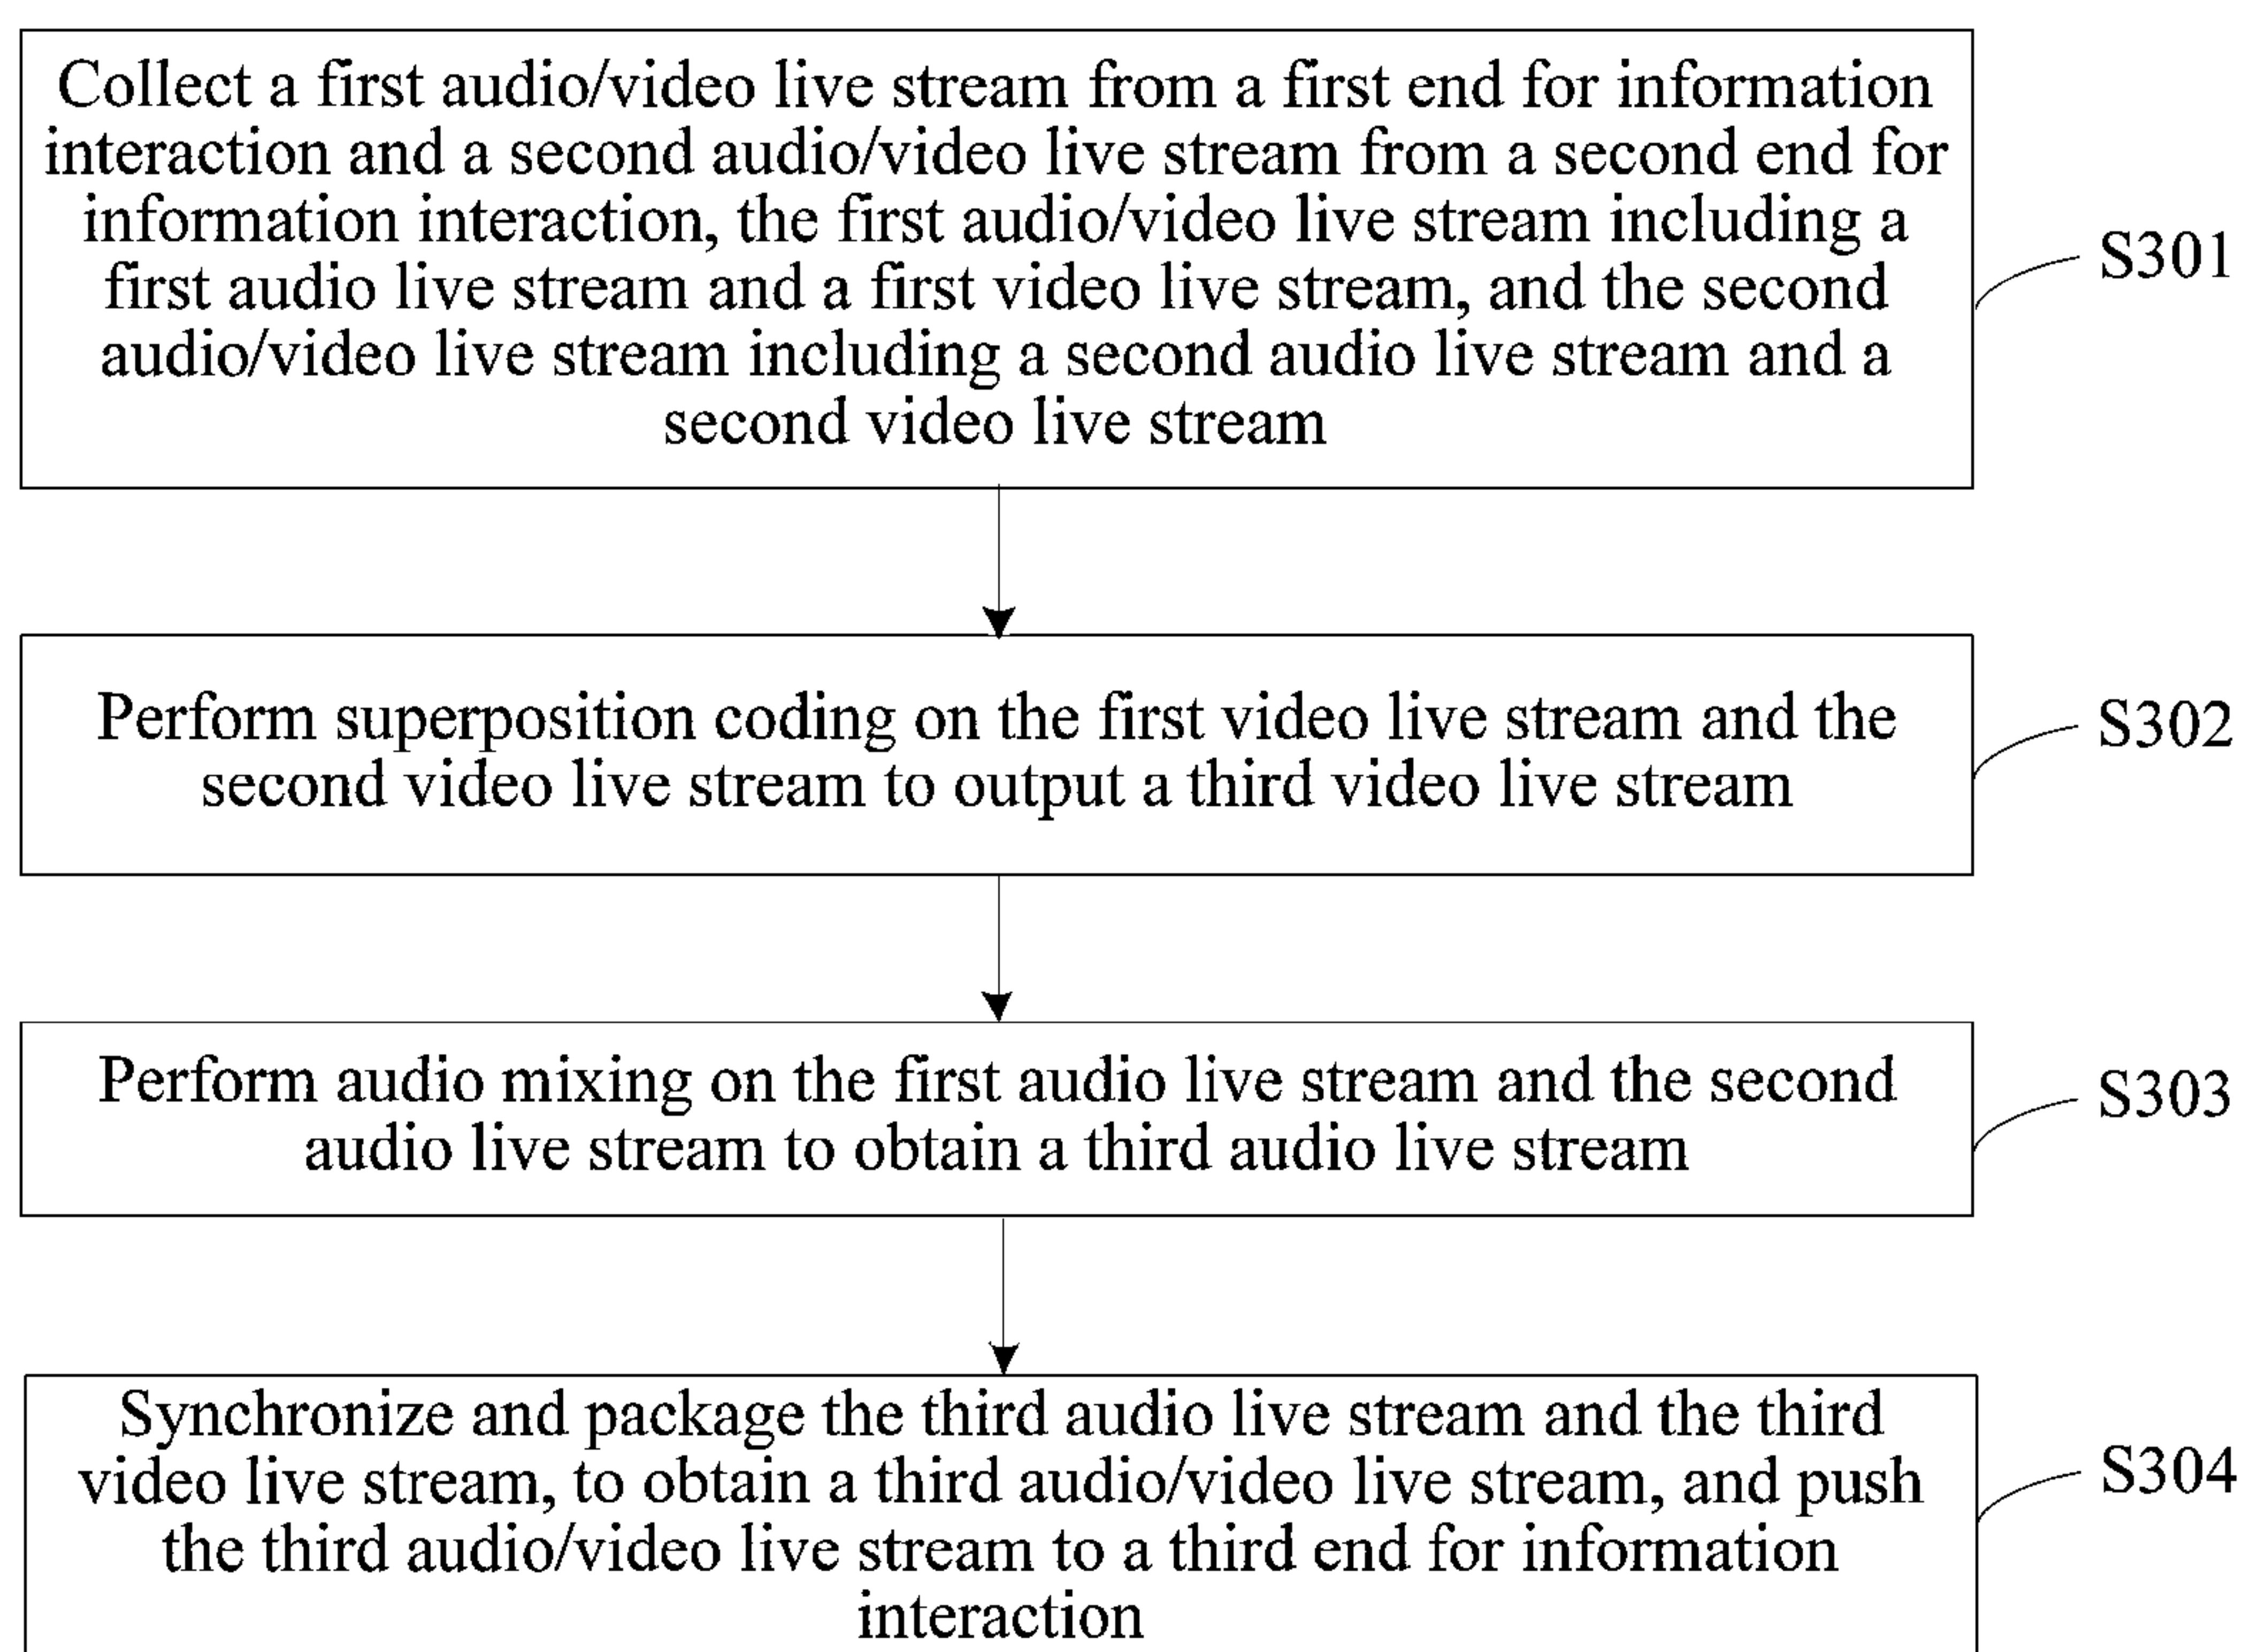 Collect a first audio/video live stream from a first end for information
interaction and a second audio/video live stream from a second end for
information interaction, the first audio/video live stream including a
first audio live stream and a first video live stream, and the second
audio/video live stream including a second audio live stream and a
second video live stream
S301
Perform superposition coding on the first video live stream and the
second video live stream to output a third video live stream
S302
Perform audio mixing on the first audio live stream and the second
audio live stream to obtain a third audio live stream
S303
Synchronize and package the third audio live stream and the third
video live stream, to obtain a third audio/video live stream, and push
the third audio/video live stream to a third end for information
interaction
S304